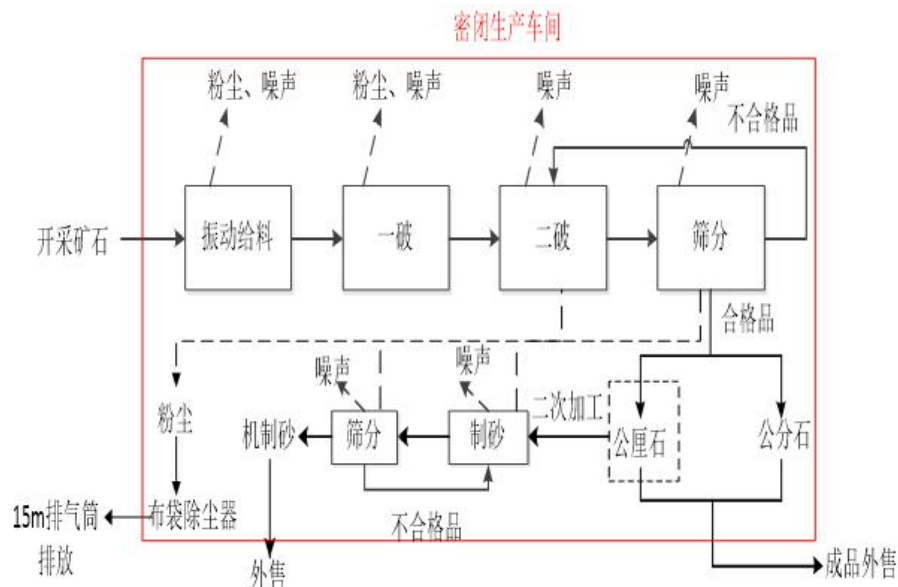 密闭生产车间
粉尘、噪声
粉尘、噪声
噪声
噪声
不合格品
开采矿石
振动给料
一破
二破
筛分
合格品
噪声
噪声
二次加工
粉尘
机制砂
筛分
制砂
公厘石
公分石
15m排气筒
排放
布袋除尘器
不合格品
外售
成品外售